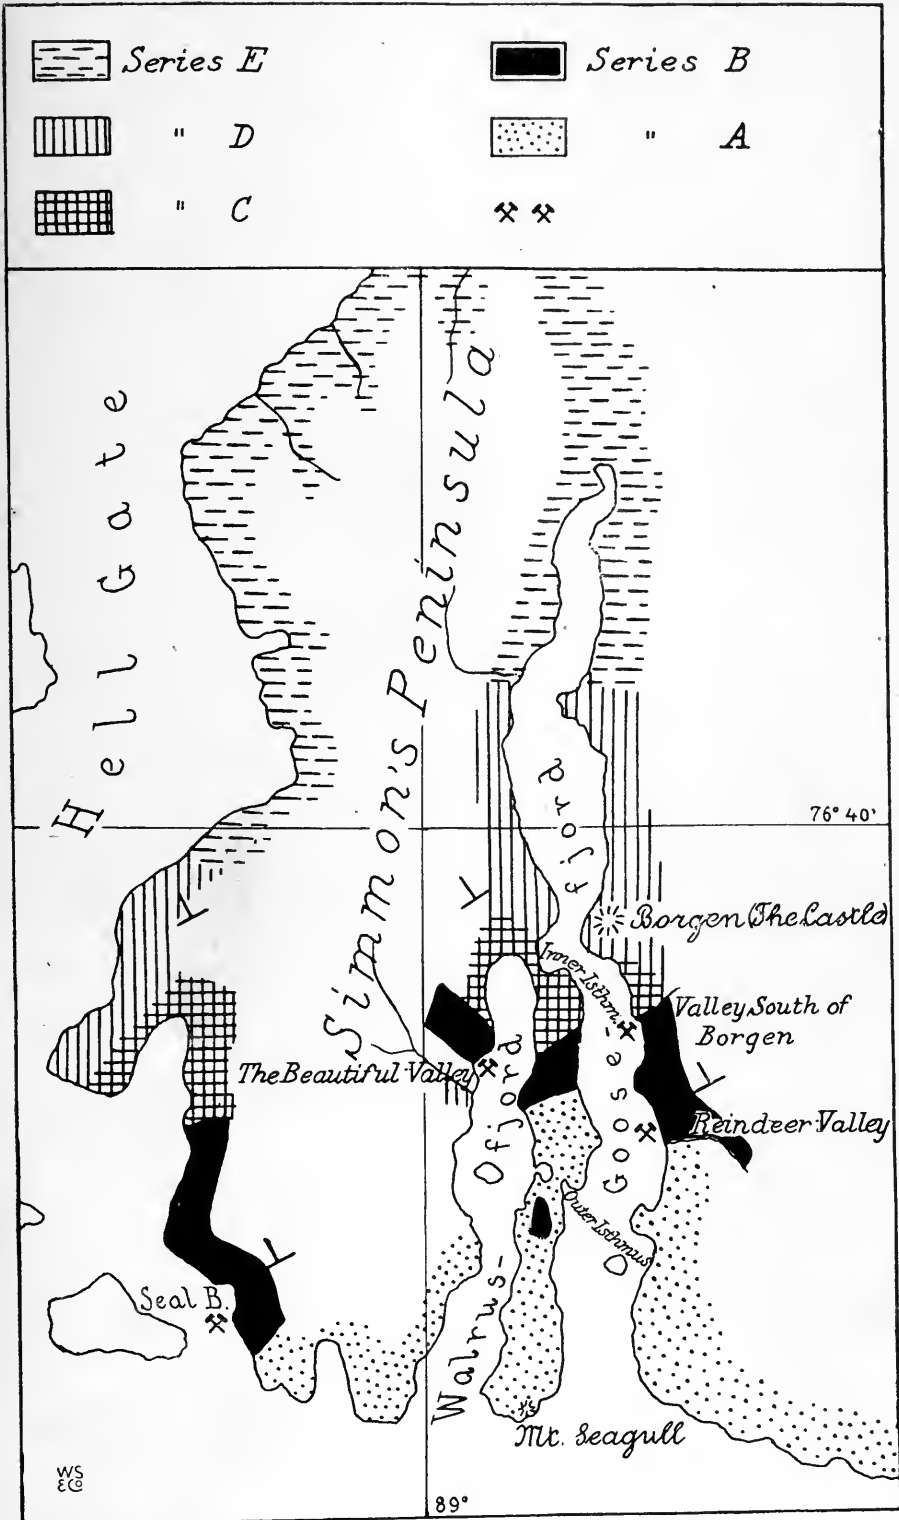 Series E
Series B
" D
" A
" C
Hell Gate
Simmon's Peninsula
76° 40'
fjord
Borgen (The Castle)
Inner Isthm.
Valley South of
Borgen
The Beautiful Valley
Goose
Reindeer Valley
Ofjord
Outer Isthmus
Seal B.
Walrus-
Mt. Seagull
WS
& Co
89°